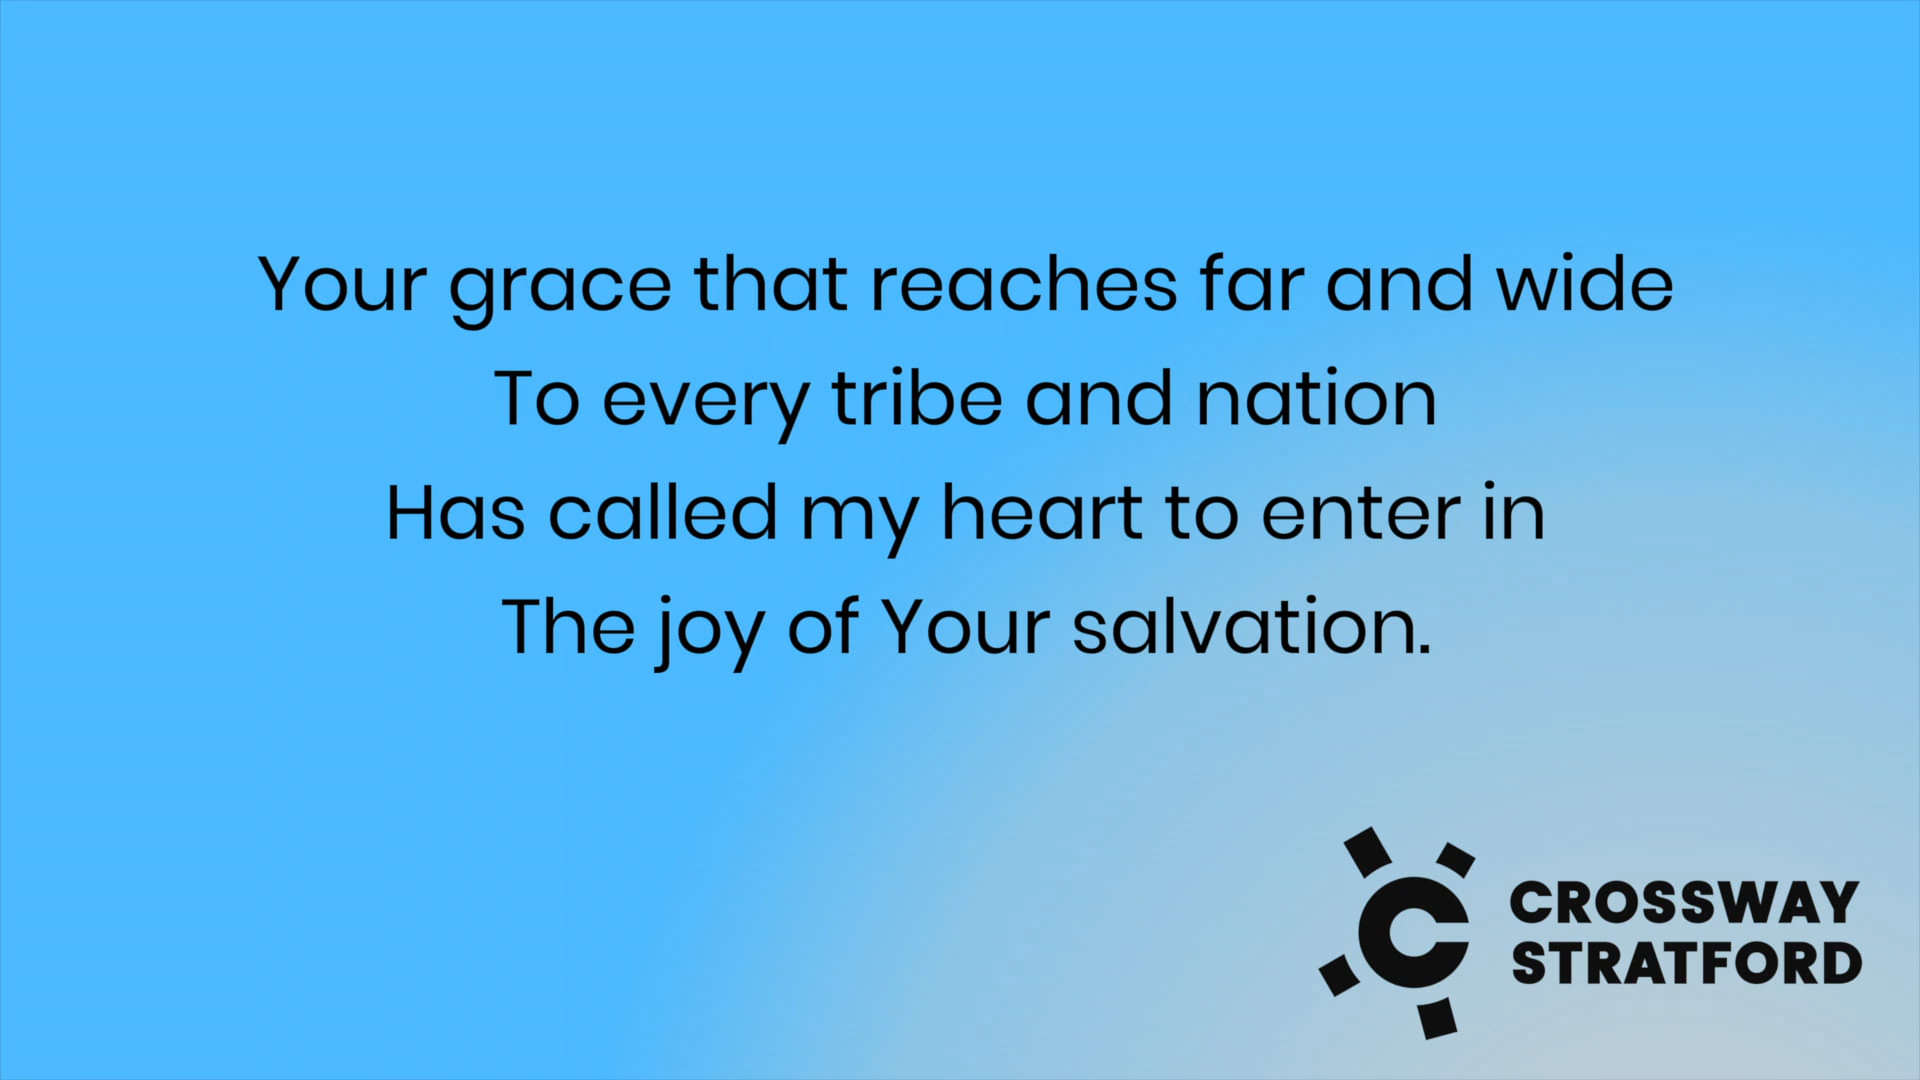 Your grace that reaches far and wide
To every tribe and nation
Has called my heart to enter in
The joy of Your salvation.
CROSSWAY
STRATFORD